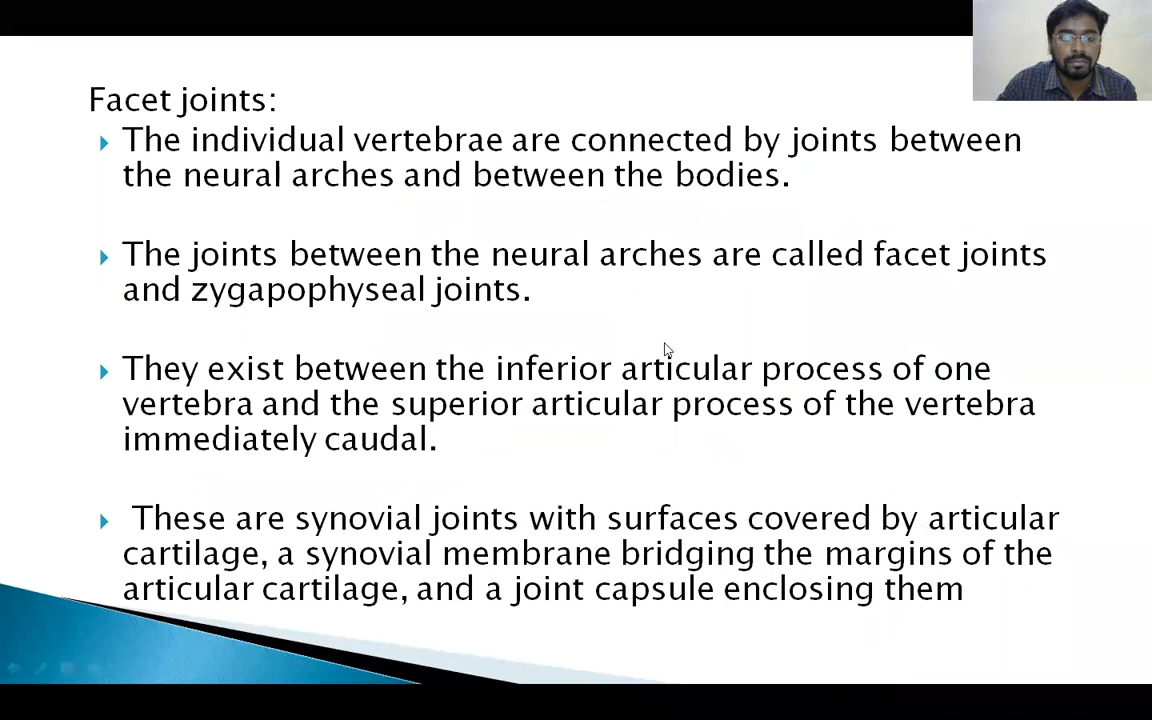 Facet joints:
The individual vertebrae are connected by joints between
the neural arches and between the bodies.
The joints between the neural arches are called facet joints
and zygapophyseal joints.
They exist between the inferior articular process of one
vertebra and the superior articular process of the vertebra
immediately caudal.
These are synovial joints with surfaces covered by articular
cartilage, a synovial membrane bridging the margins of the
articular cartilage, and a joint capsule enclosing them